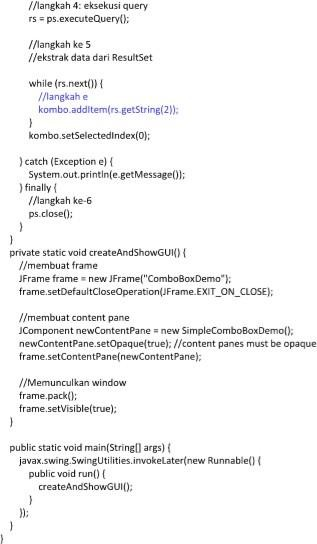 //langkah 4: eksekusi query
rs = ps.executeQuery();
//langkah ke 5
//ekstrak data dari ResultSet
while (rs.next()) {
//langkah e
kombo.addItem(rs.getString(2));
}
kombo.setSelectedIndex(0);
} catch (Exception e) {
System.out.println(e.getMessage());
} finally {
//langkah ke-6
ps.close();
}
}
private static void createAndShowGUI() {
//membuat frame
JFrame frame = new JFrame("ComboBoxDemo");
frame.setDefaultCloseOperation(JFrame.EXIT_ON_CLOSE);
//membuat content pane
JComponent newContentPane = new SimpleComboBoxDemo();
newContentPane.setOpaque(true); //content panes must be opaque
frame.setContentPane(newContentPane);
//Memunculkan window
frame.pack();
frame.setVisible(true);
}
public static void main(String[] args) {
javax.swing.SwingUtilities.invokeLater(new Runnable() {
public void run() {
createAndShowGUI();
}
});
}
}